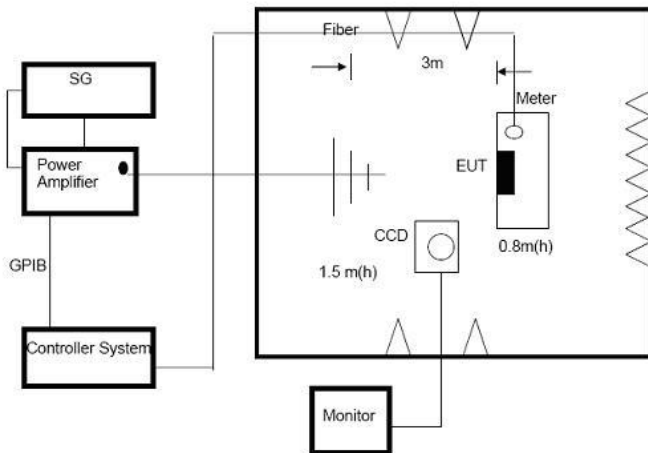 Fiber
3m
SG
Meter
Power
Amplifier
EUT
CCD
0.8m(h)
1.5 m(h)
GPIB
Controller System
Monitor